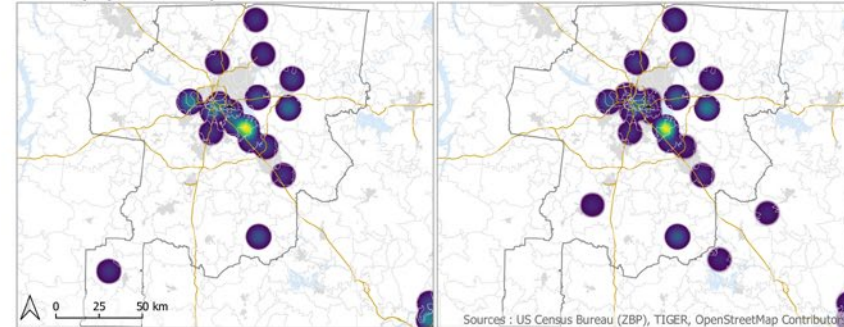 0 25 50 km
Sources : US Census Bureau (ZBP), TIGER, OpenStreetMap Contributors